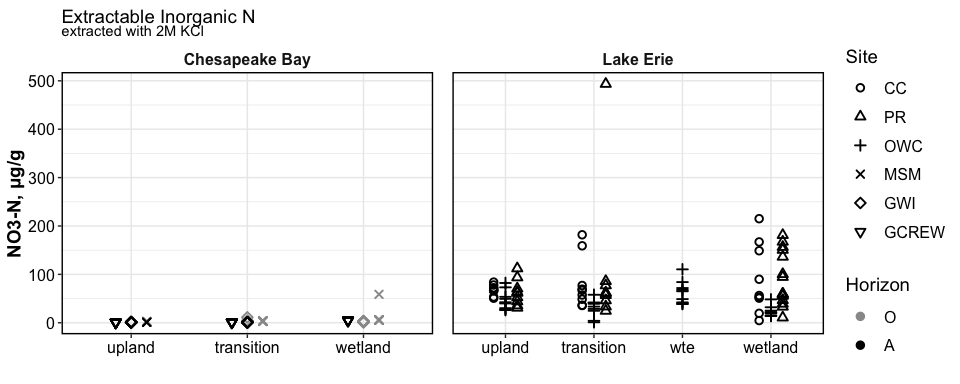 Extractable Inorganic N
extracted with 2M KCl
Chesapeake Bay
Lake Erie
NO3-N, µg/g
500
400
300
200
100
0
upland transition wetland
upland transition wte wetland
Site
CC
PR
OWC
MSM
GWI
GCREW
Horizon
O
A